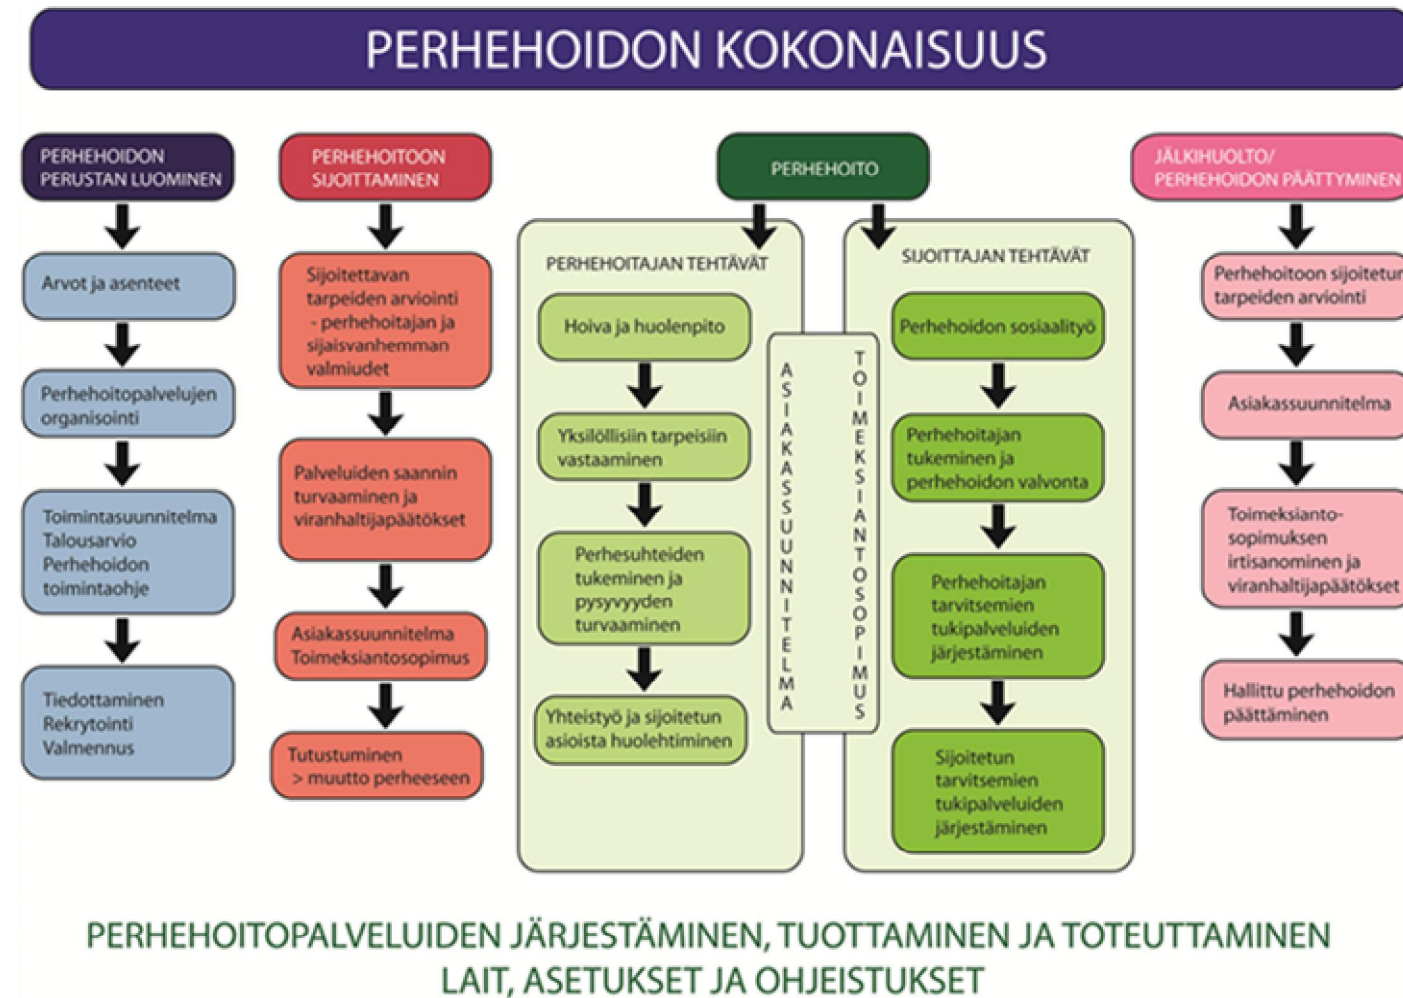 PERHEHOIDON KOKONAISUUS
PERHEHOIDON
PERUSTAN LUOMINEN
Arvot ja asenteet
Perhehoitopalvelujen
organisointi
Toimintasuunnitelma
Talousarvio
Perhehoidon
toimintaohje
Tiedottaminen
Rekrytointi
Valmennus
PERHEHOITOON
SIJOITTAMINEN
Sijoitettavan
tarpeiden arviointi
- perhehoitajan ja
sijaisvanhemman
valmiudet
Palveluiden saannin
turvaaminen ja
viranhaltijapäätökset
Asiakassuunnitelma
Toimeksiantosopimus
Tutustuminen
> muutto perheeseen
PERHEHOITO
PERHEHOITAJAN TEHTÄVÄT
Hoiva ja huolenpito
Yksilöllisiin tarpeisiin
vastaaminen
Perhesuhteiden
tukeminen ja
pysyvyyden
turvaaminen
Yhteistyö ja sijoitetun
asioista huolehtiminen
ASIAKASSUUNNITELMA
TOIMEKSIANTOSOPIMUS
SIJOITTAJAN TEHTÄVÄT
Perhehoidon sosiaalityö
Perhehoitajan
tukeminen ja
perhehoidon valvonta
Perhehoitajan
tarvitsemien
tukipalveluiden
järjestäminen
Sijoitetun
tarvitsemien
tukipalveluiden
järjestäminen
JÄLKIHUOLTO/
PERHEHOIDON PÄÄTTYMINEN
Perhehoitoon sijoitetun
tarpeiden arviointi
Asiakassuunnitelma
Toimeksianto-
sopimuksen
irtisanominen ja
viranhaltijapäätökset
Hallittu perhehoidon
päättäminen
PERHEHOITOPALVELUIDEN JÄRJESTÄMINEN, TUOTTAMINEN JA TOTEUTTAMINEN
LAIT, ASETUKSET JA OHJEISTUKSET